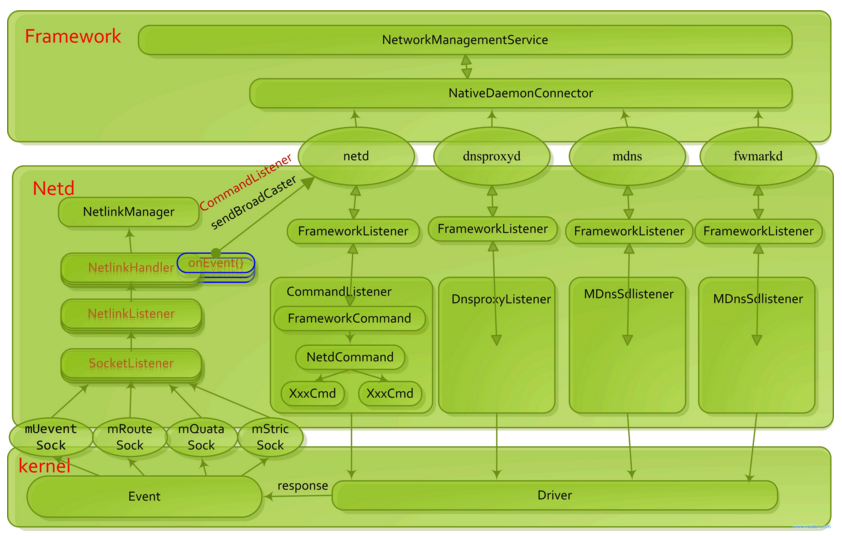 Framework
NetworkManagementService
NativeDaemonConnector
netd
dnsproxyd
mdns
fwmarkd
CommandListener
sendBroadCaster
Netd
NetlinkManager
FrameworkListener
FrameworkListener
FrameworkListener
FrameworkListener
NetlinkHandler
onEvent{}
NetlinkListener
SocketListener
CommandListener
FrameworkCommand
NetdCommand
XxxCmd
XxxCmd
DnsproxyListener
MDnsSdlistener
MDnsSdlistener
mUevent
Sock
mRoute
Sock
mQuata
Sock
mStric
Sock
kernel
Event
response
Driver